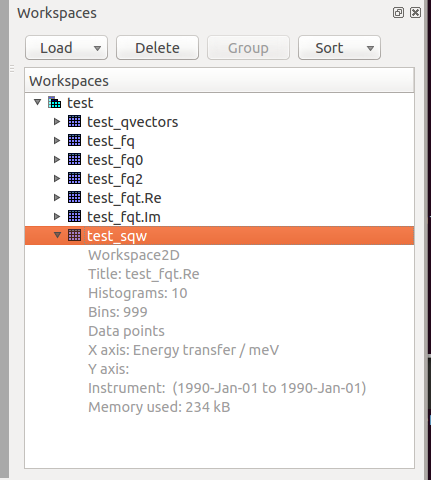 Workspaces
Load Delete Group Sort
Workspaces
test
test_qvectors
test_fq
test_fq0
test_fq2
test_fqt.Re
test_fqt.Im
test_sqw
Workspace2D
Title: test_fqt.Re
Histograms: 10
Bins: 999
Data points
X axis: Energy transfer / meV
Y axis:
Instrument:  (1990-Jan-01 to 1990-Jan-01)
Memory used: 234 kB